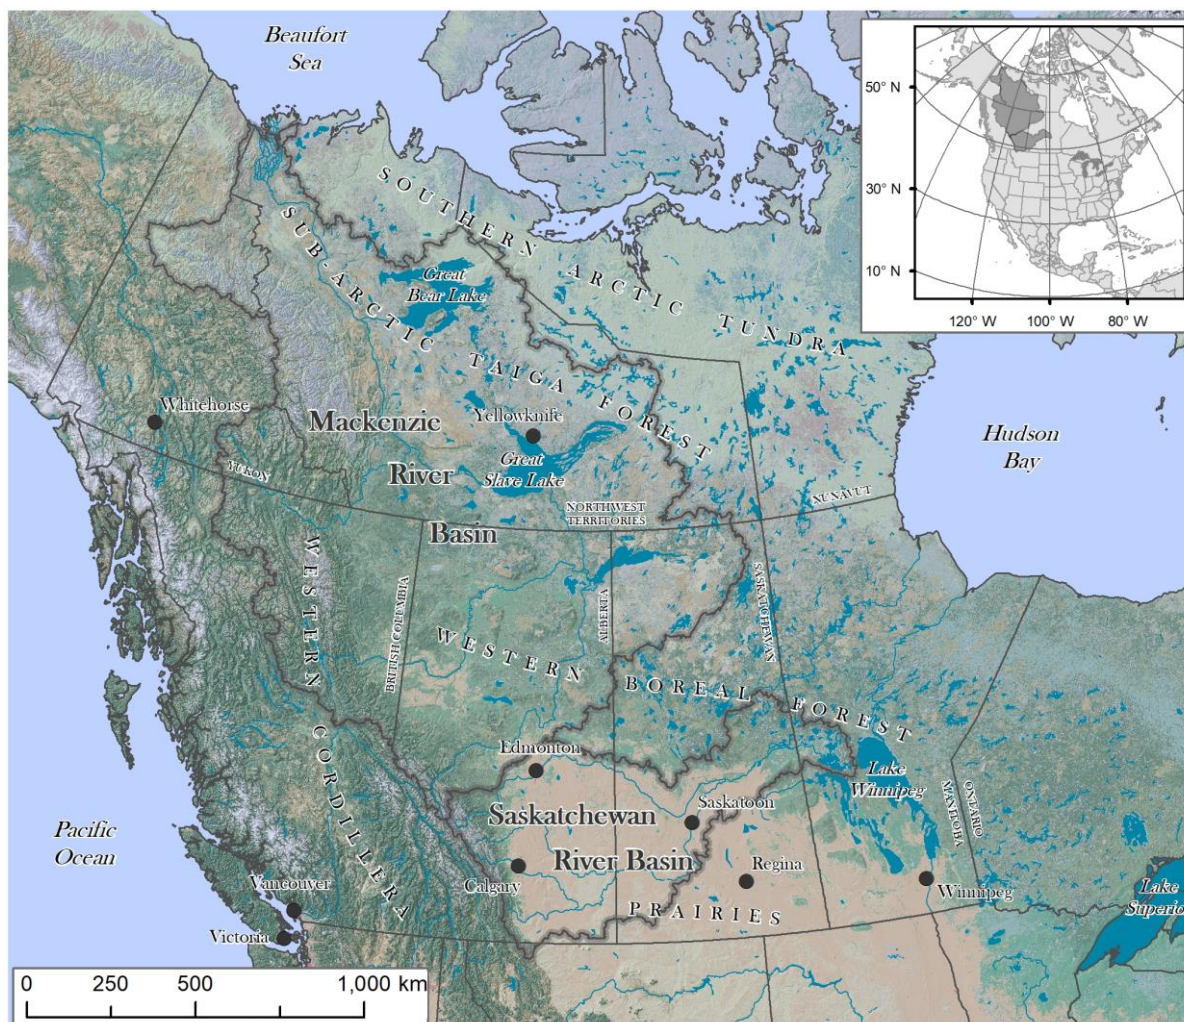 Beaufort
Sea
50° N
30° N
10° N
120° W
100° W
80° W
SOUTHERN ARCTIC TUNDRA
SUB-ARCTIC TAIGA FOREST
Great
Bear Lake
Whitehorse
Yellowknife
Mackenzie
River
Basin
Great
Slave Lake
Hudson
Bay
YUKON
NORTHWEST
TERRITORIES
NUNAVUT
BRITISH COLUMBIA
ALBERTA
SASKATCHEWAN
WESTERN CORDILLERA
WESTERN BOREAL FOREST
Edmonton
Lake
Winnipeg
ONTARIO
MANITOBA
Saskatchewan
River Basin
Saskatoon
Pacific
Ocean
Calgary
Regina
Winnipeg
Vancouver
Victoria
PRAIRIES
Lake
Superio
0
250
500
1,000 km